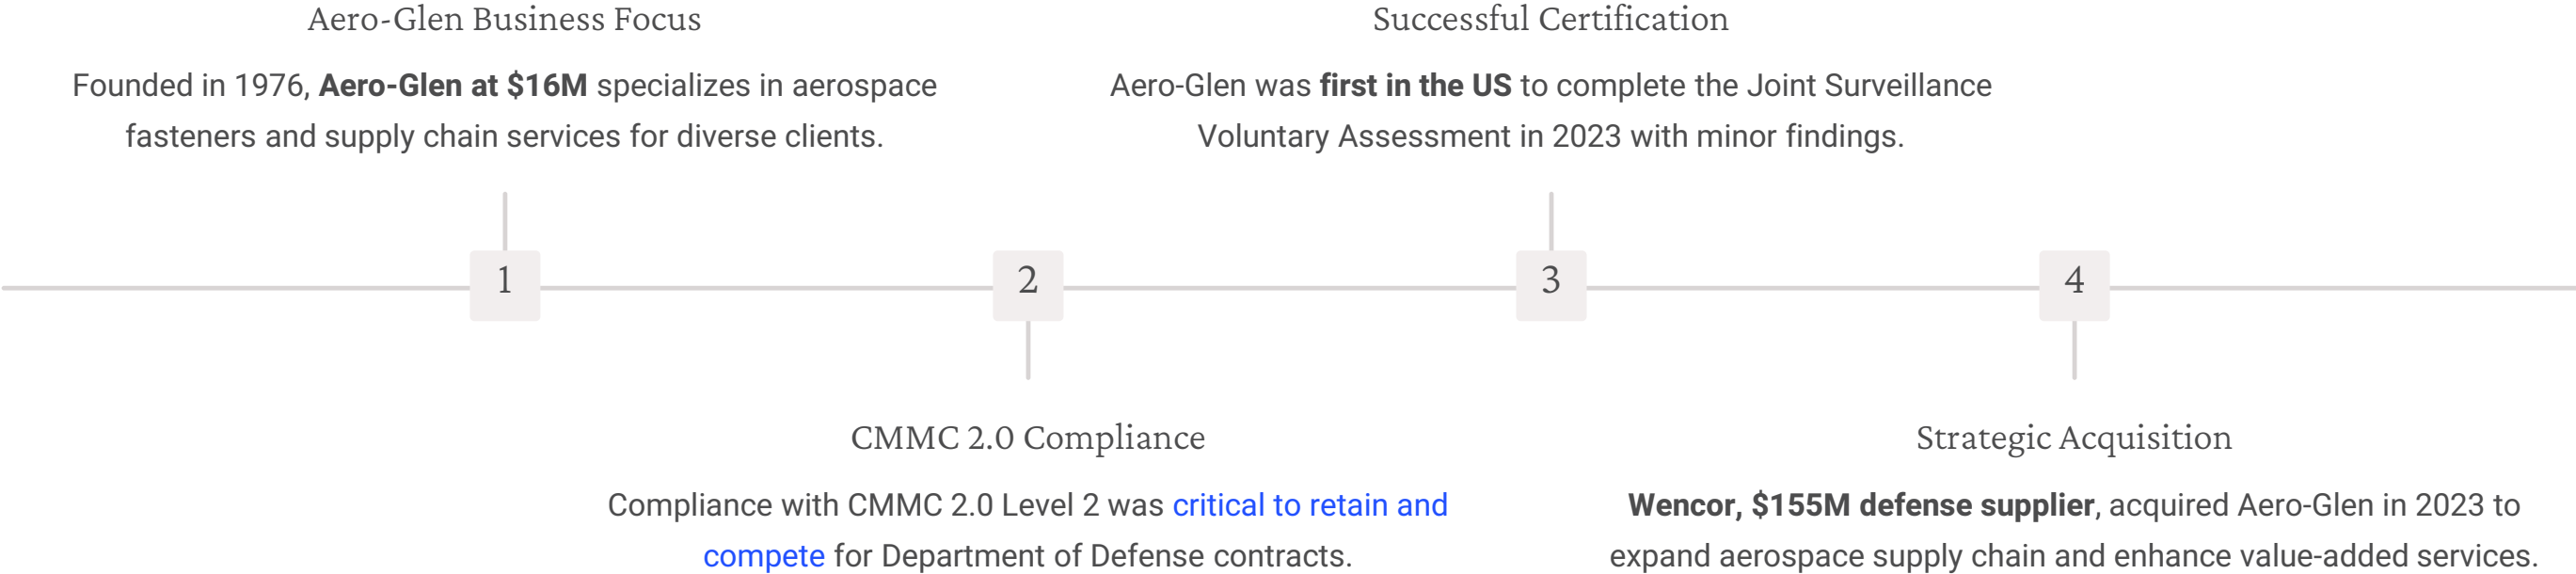 Aero-Glen Business Focus
Founded in 1976, Aero-Glen at $16M specializes in aerospace
fasteners and supply chain services for diverse clients.
Successful Certification
Aero-Glen was first in the US to complete the Joint Surveillance
Voluntary Assessment in 2023 with minor findings.
1
2
3
4
CMMC 2.0 Compliance
Compliance with CMMC 2.0 Level 2 was critical to retain and
compete for Department of Defense contracts.
Strategic Acquisition
Wencor, $155M defense supplier, acquired Aero-Glen in 2023 to
expand aerospace supply chain and enhance value-added services.